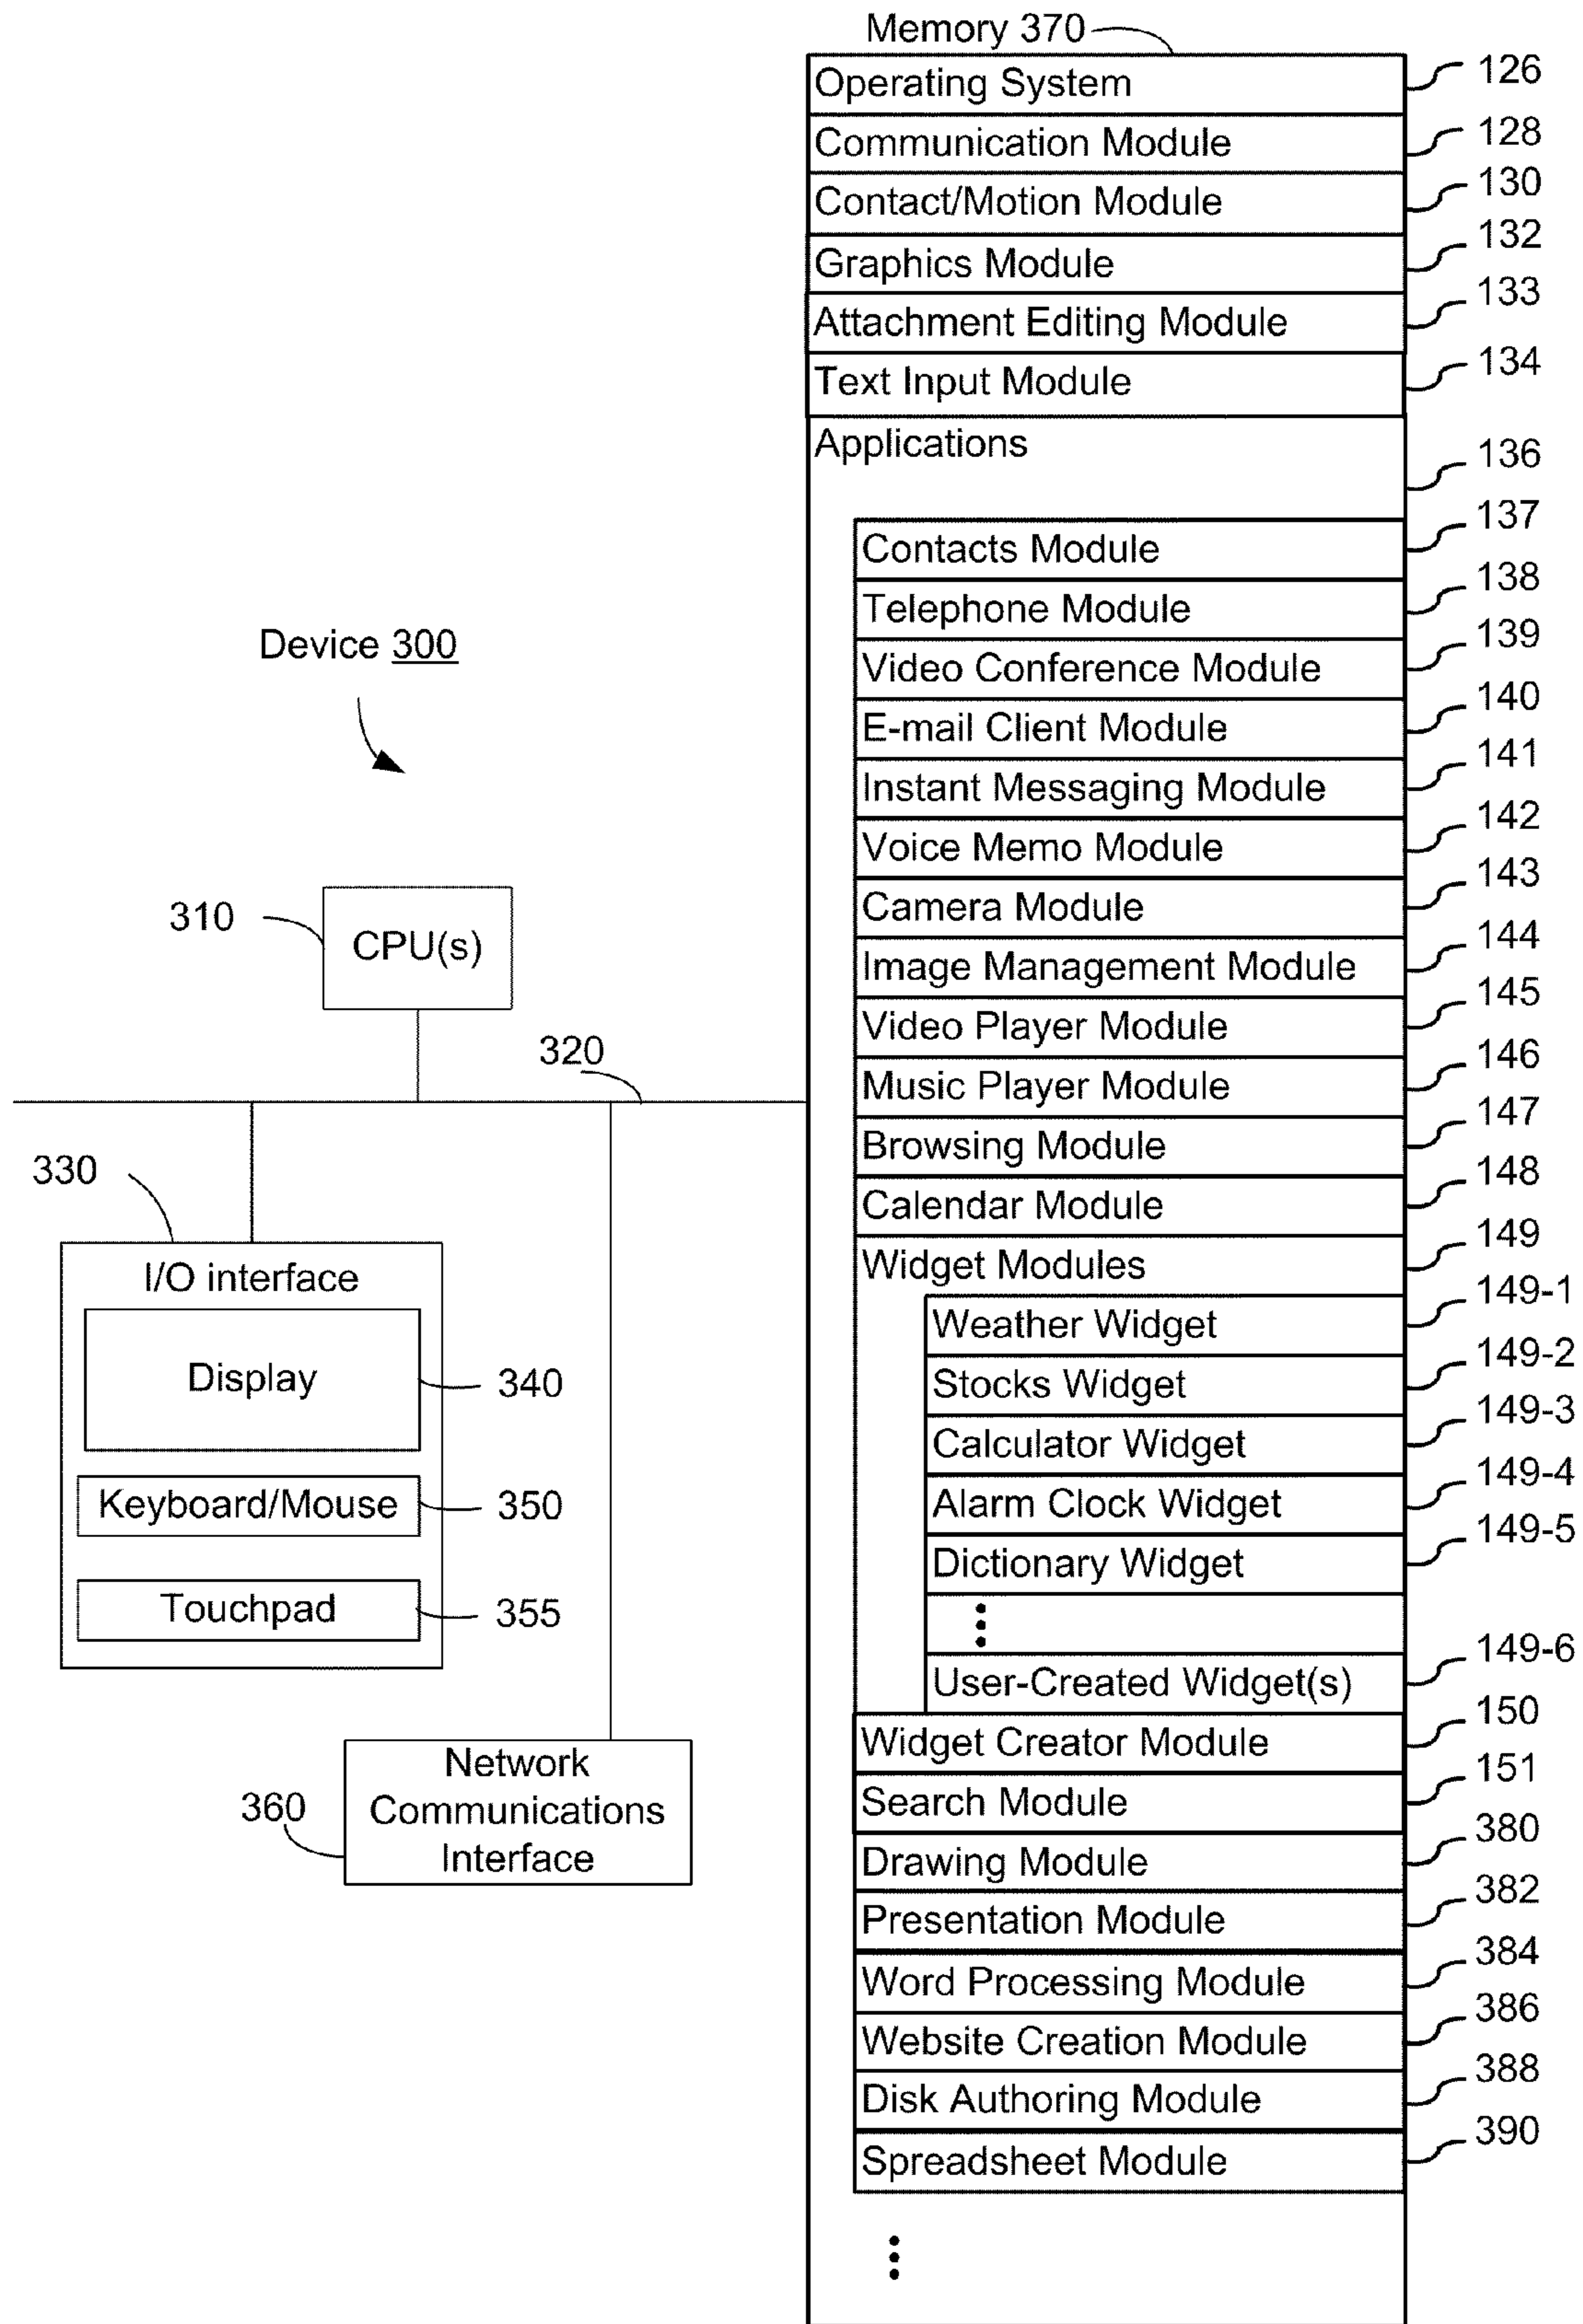 Memory 370
Operating System 126
Communication Module 128
Contact/Motion Module 130
Graphics Module 132
Attachment Editing Module 133
Text Input Module 134
Applications 136
Contacts Module 137
Telephone Module 138
Video Conference Module 139
E-mail Client Module 140
Instant Messaging Module 141
Voice Memo Module 142
Camera Module 143
Image Management Module 144
Video Player Module 145
Music Player Module 146
Browsing Module 147
Calendar Module 148
Widget Modules 149
Weather Widget 149-1
Stocks Widget 149-2
Calculator Widget 149-3
Alarm Clock Widget 149-4
Dictionary Widget 149-5
User-Created Widget(s) 149-6
Widget Creator Module 150
Search Module 151
Drawing Module 380
Presentation Module 382
Word Processing Module 384
Website Creation Module 386
Disk Authoring Module 388
Spreadsheet Module 390
Device 300
310
CPU(s)
320
330
I/O interface
Display 340
Keyboard/Mouse 350
Touchpad 355
360
Network
Communications
Interface